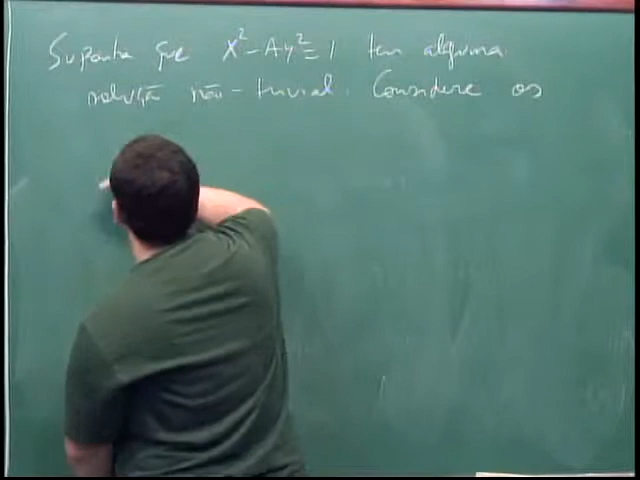 Suponha que x² - Ay² = 1 tem alguma
solução não-trivial. Considere os